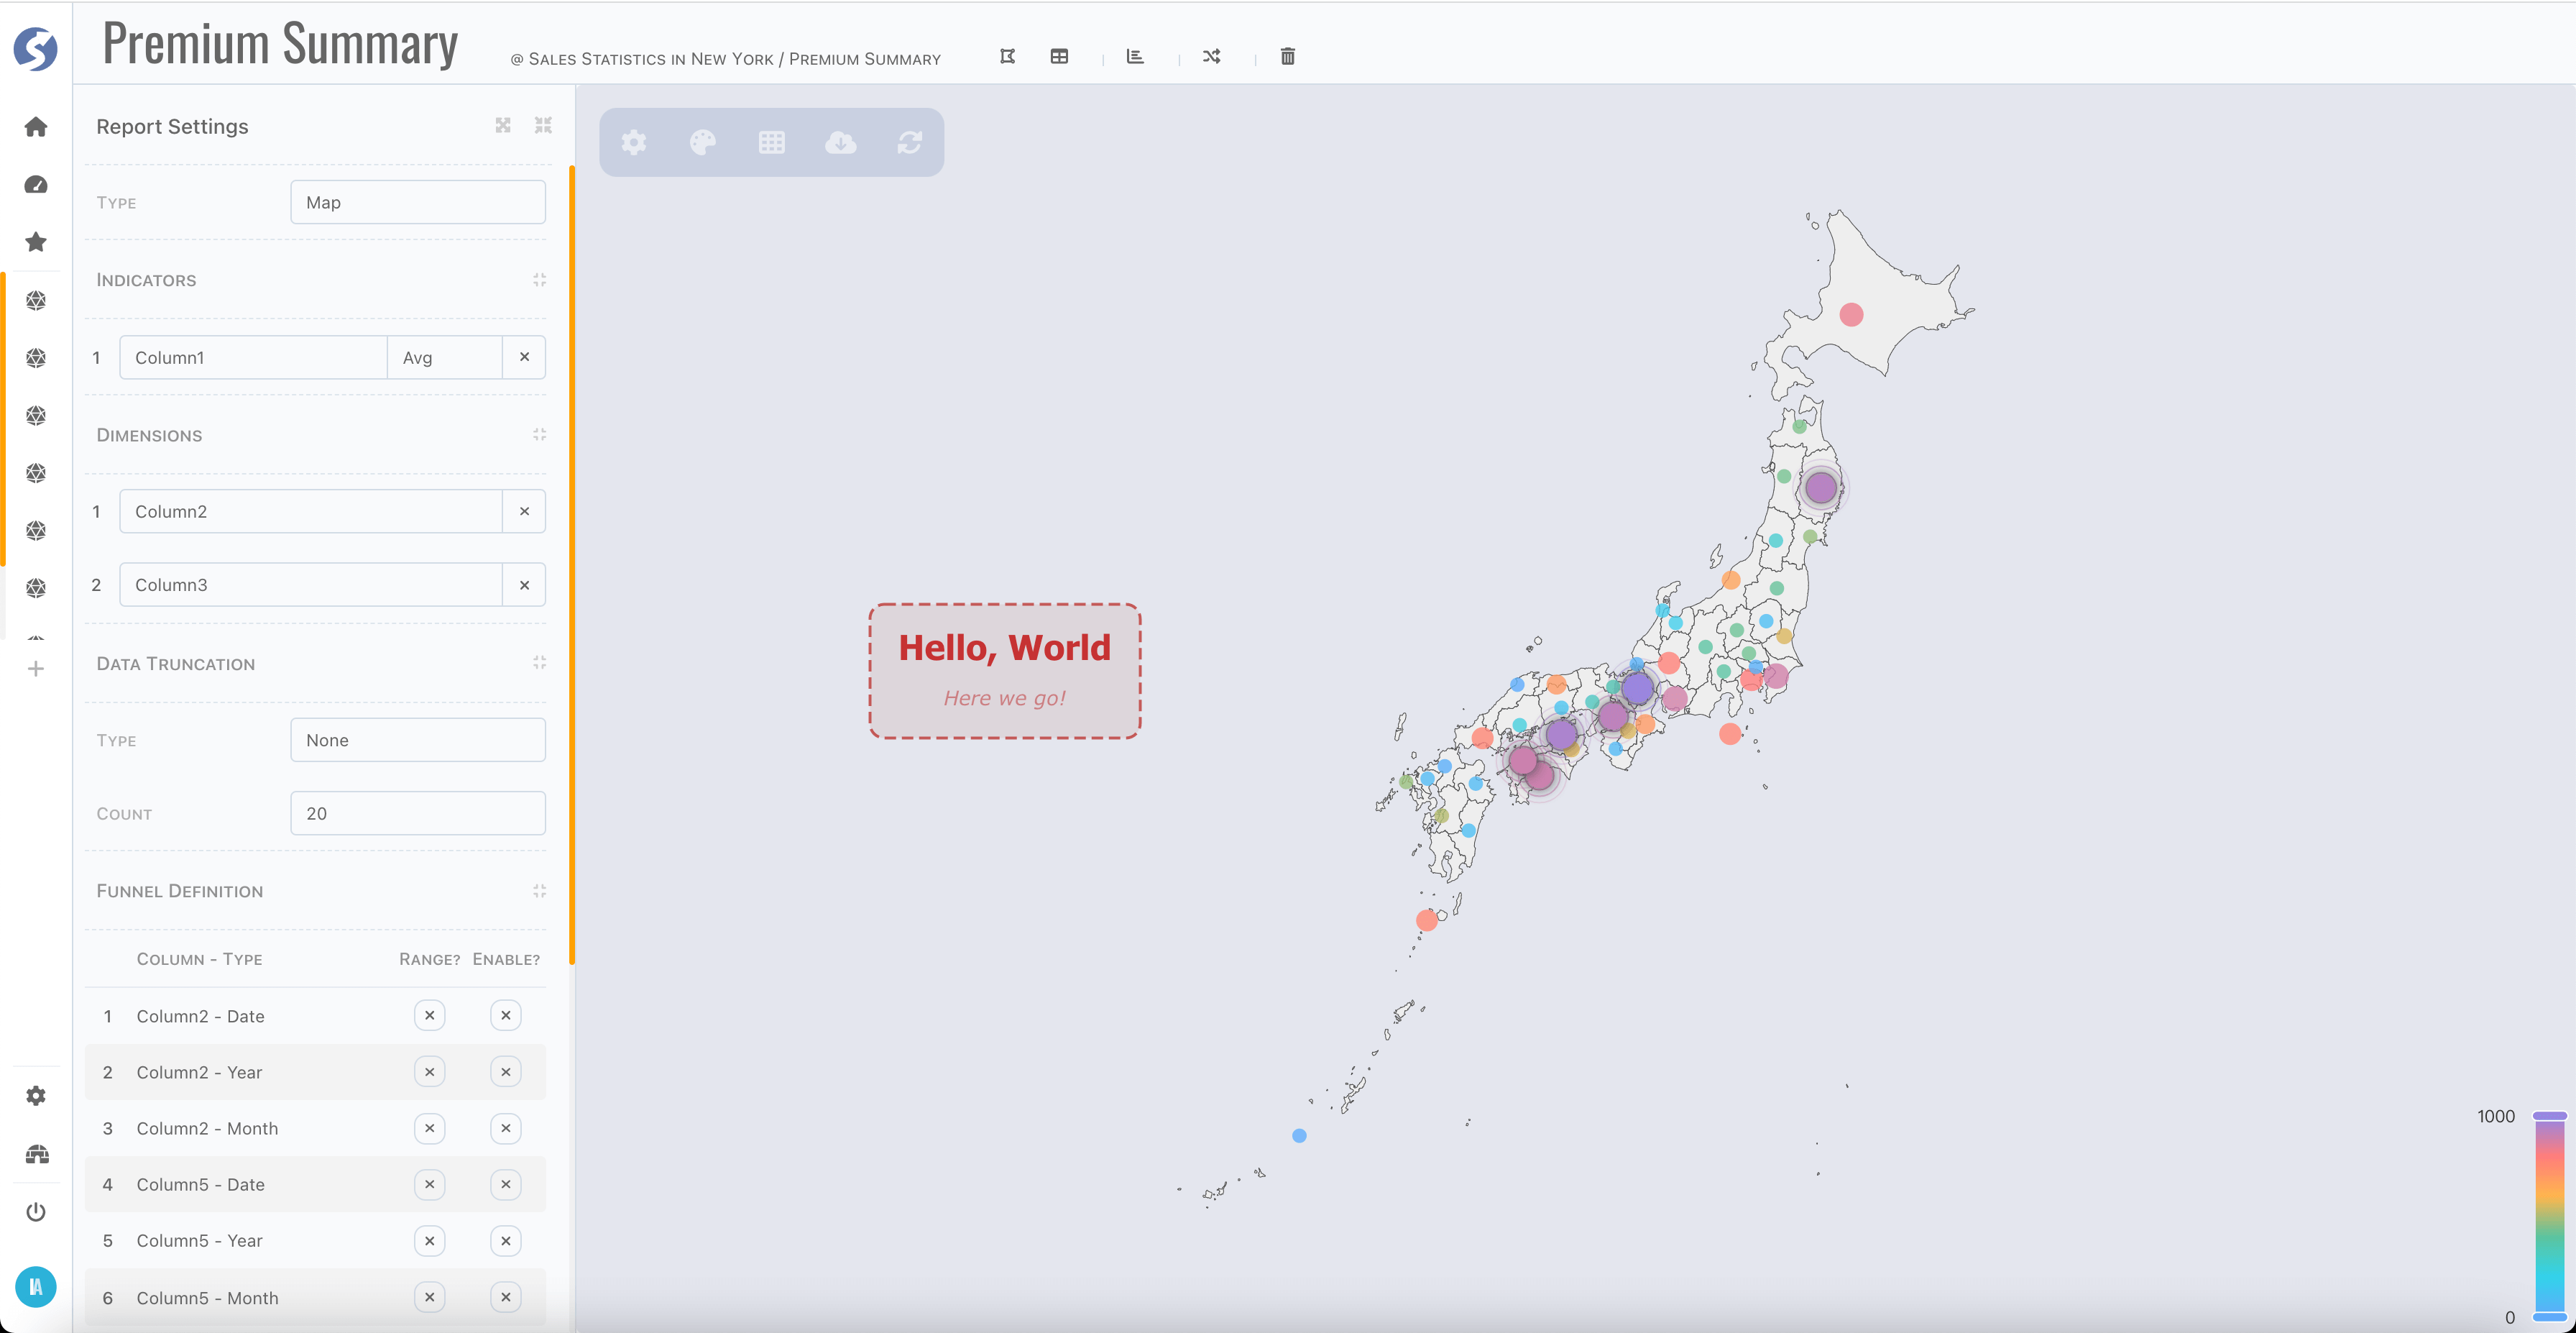 Premium Summary
@ Sales Statistics in New York / Premium Summary
Report Settings
Type
Map
Indicators
1
Column1
Avg
Dimensions
1
Column2
2
Column3
Data Truncation
Type
None
Count
20
Funnel Definition
Column - Type
Range?
Enable?
1
Column2 - Date
2
Column2 - Year
3
Column2 - Month
4
Column5 - Date
5
Column5 - Year
6
Column5 - Month
IA
Hello, World
Here we go!
1000
0